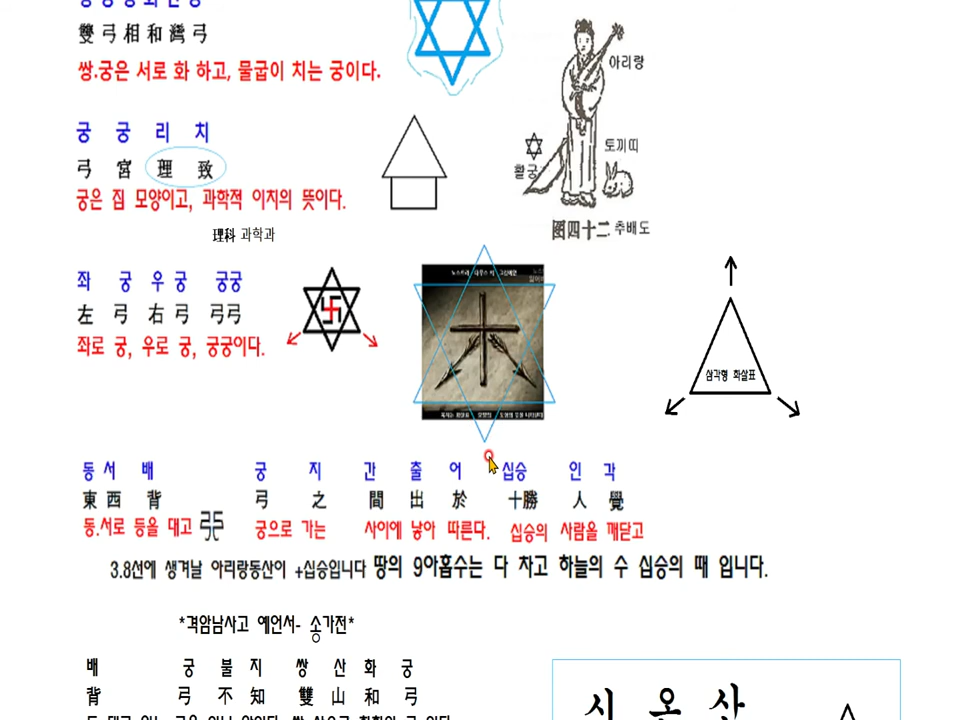 雙弓相和灣弓
쌍.궁은 서로 화 하고, 물굽이 치는 궁이다.
아리랑
궁 궁 리 치
弓 宮 理 致
궁은 집 모양이고, 과학적 이치의 뜻이다.
理科 과학과
토끼띠
활궁
图四十二 추배도
좌 궁 우 궁 궁궁
左 弓 右 弓 弓弓
좌로 궁, 우로 궁, 궁궁이다.
卐
삼각형 화살표
동 서 배 궁 지 간 출 어 십승 인 각
東 西 背 弓 之 間 出 於 十勝 人 覺
동.서로 등을 대고 궁으로 가는 사이에 낳아 따른다. 십승의 사람을 깨닫고
3.8선에 생겨날 아리랑동산이 +십승입니다 땅의 9아홉수는 다 차고 하늘의 수 십승의 때 입니다.
*격암남사고 예언서- 송가전*
배 궁 불 지 쌍 산 화 궁
背 弓 不 知 雙 山 和 弓